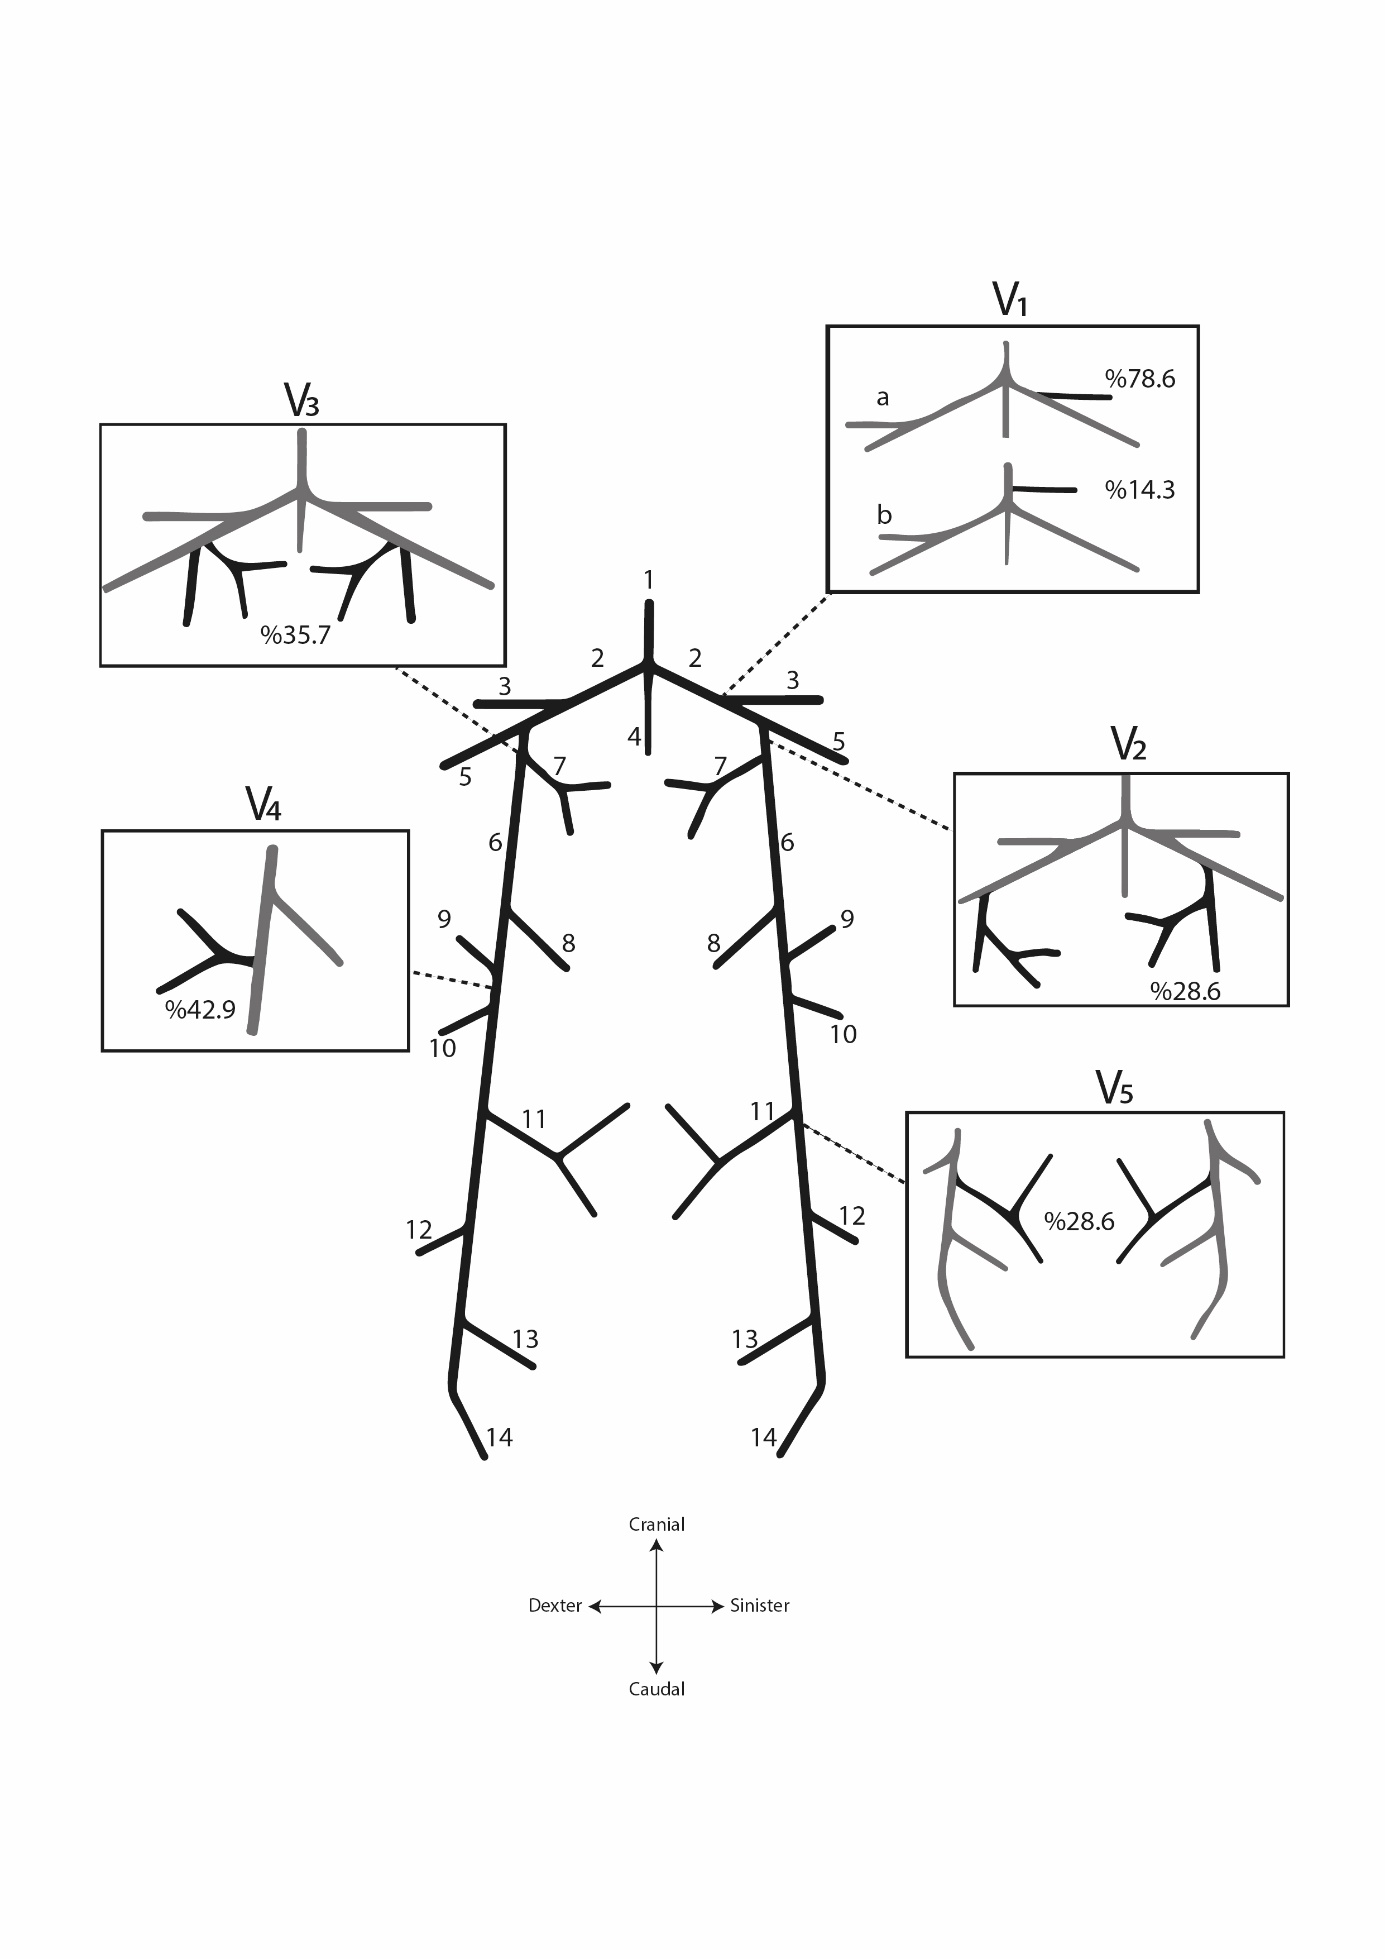 V1
%78.6
a
%14.3
b
V3
%35.7
1
2 2
3 3
4
5 5
7 7
V2
%28.6
V4
%42.9
6 6
9 9
8 8
10 10
V5
%28.6
11 11
12 12
13 13
14 14
Cranial
Dexter Sinister
Caudal